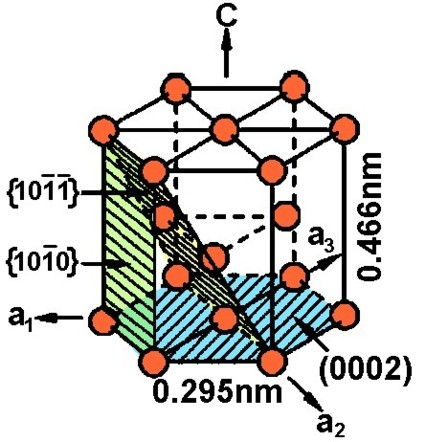 C
{101̄1̄}
{101̄0}
a₃
0.466nm
a₁
(0002)
0.295nm
a₂